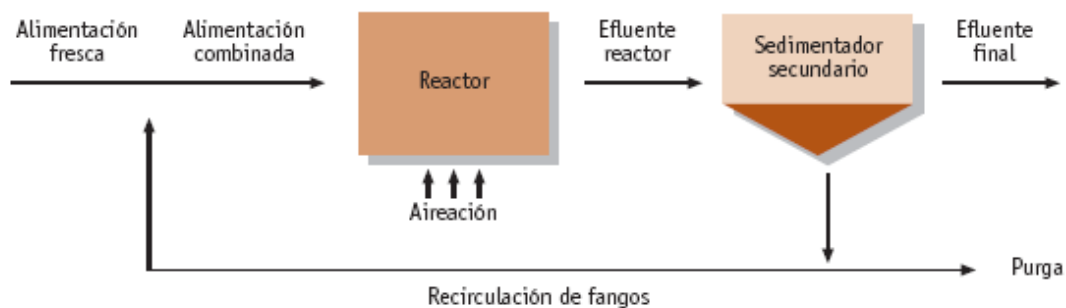 Alimentación
fresca
Alimentación
combinada
Reactor
Efluente
reactor
Sedimentador
secundario
Efluente
final
Aireación
Purga
Recirculación de fangos